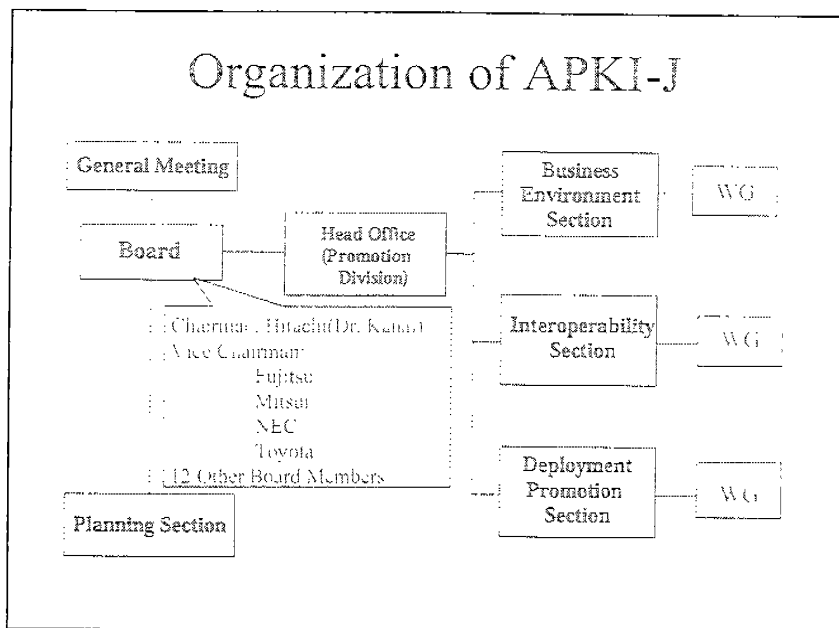 Organization of APKI-J
General Meeting
Board
Head Office
(Promotion
Division)
Chairman: Hitachi(Dr.
Vice Chairman:
Fujitsu
Mitsui
NEC
Toyota
12 Other Board Members
Planning Section
Business
Environment
Section
WG
Interoperability
Section
WG
Deployment
Promotion
Section
WG